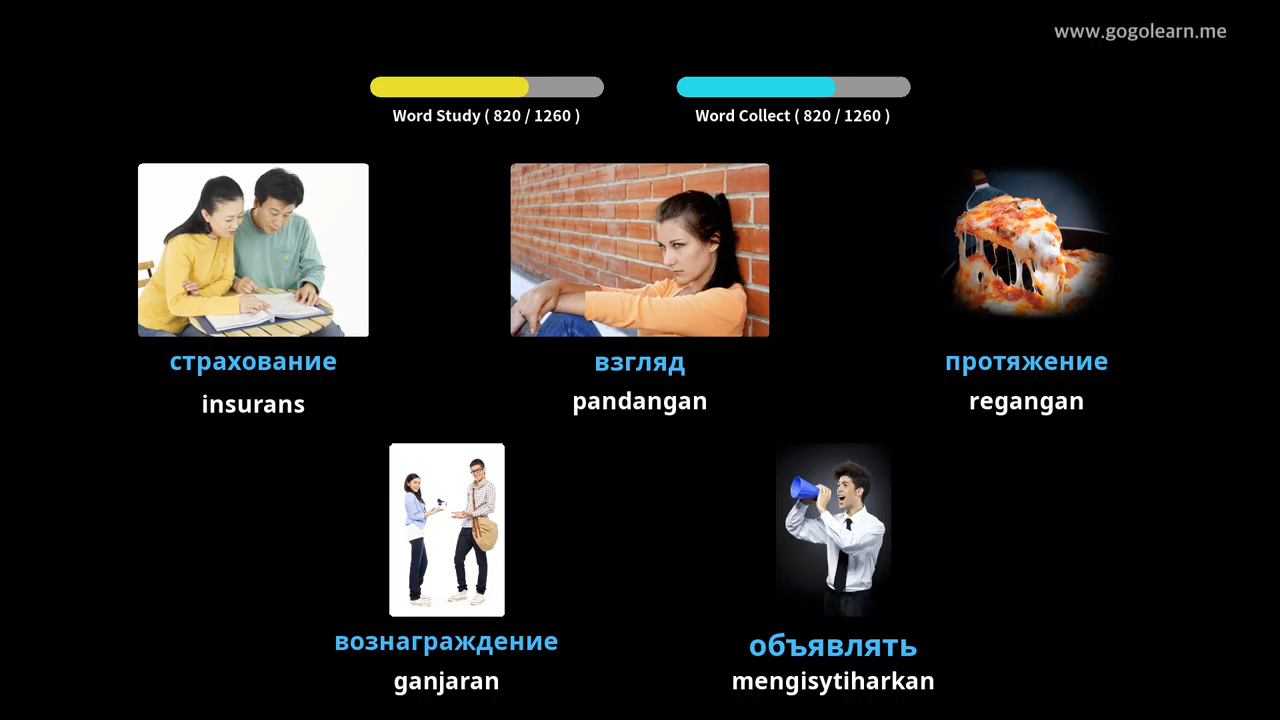 www.gogolearn.me
Word Study ( 820 / 1260 )
Word Collect ( 820 / 1260 )
страхование
insurans
взгляд
pandangan
протяжение
regangan
вознаграждение
ganjaran
объявлять
mengisytiharkan